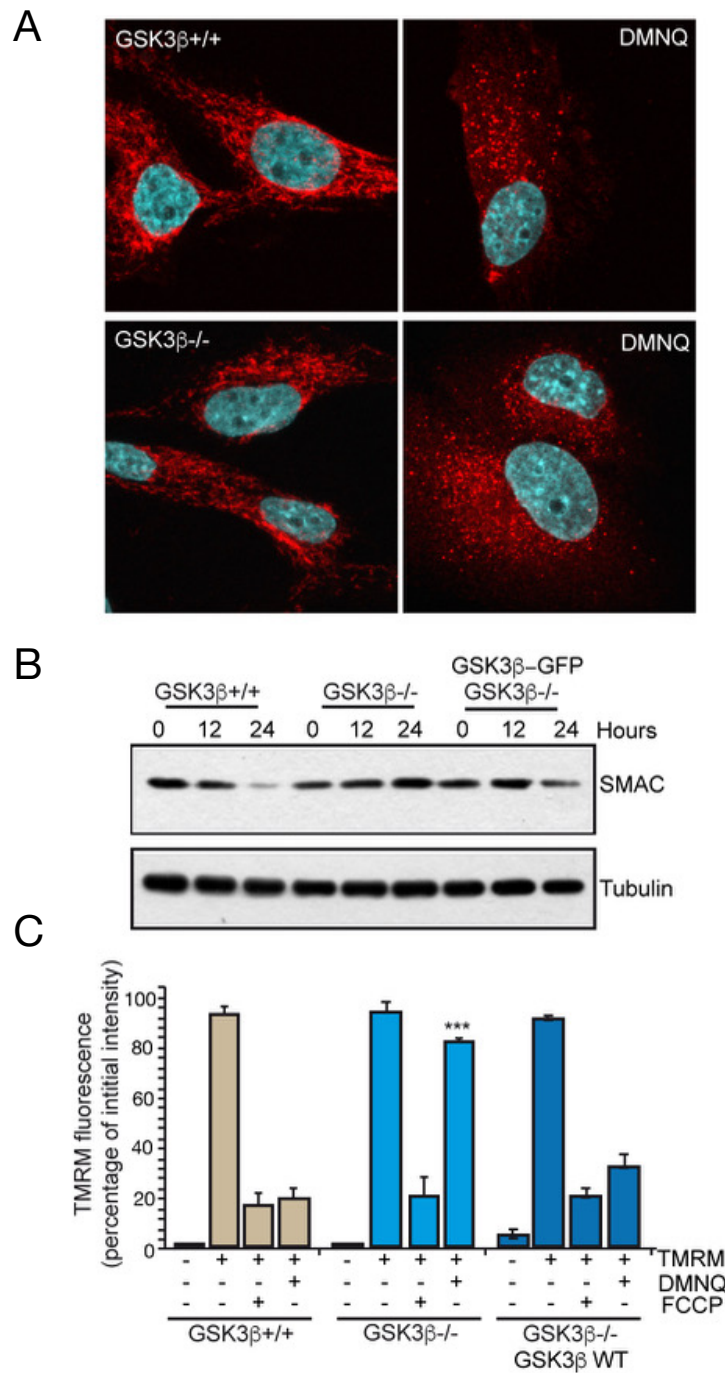 A
GSK3β+/+
DMNQ
GSK3β-/-
DMNQ
B
GSK3β+/+ GSK3β-/- GSK3β–GFP
GSK3β-/-
0 12 24 0 12 24 0 12 24 Hours
SMAC
Tubulin
C
TMRM fluorescence
(percentage of intitial intensity)
100
80
60
40
20
0
***
- + + + - + + + - + + + TMRM
- - - + - - - + - - - + DMNQ
- - + - - - + - - - + - FCCP
GSK3β+/+ GSK3β-/- GSK3β-/-
GSK3β WT